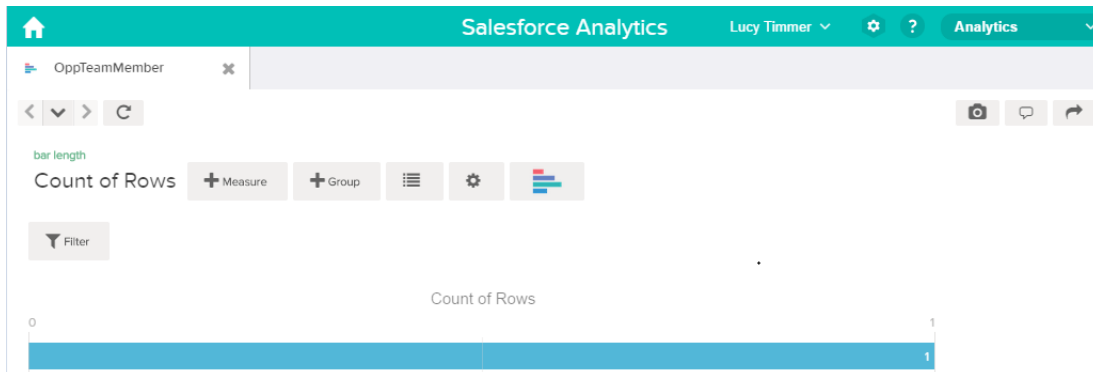 Salesforce Analytics Lucy Timmer ? Analytics
OppTeamMember
bar length
Count of Rows Measure Group
Filter
Count of Rows
0 1
1